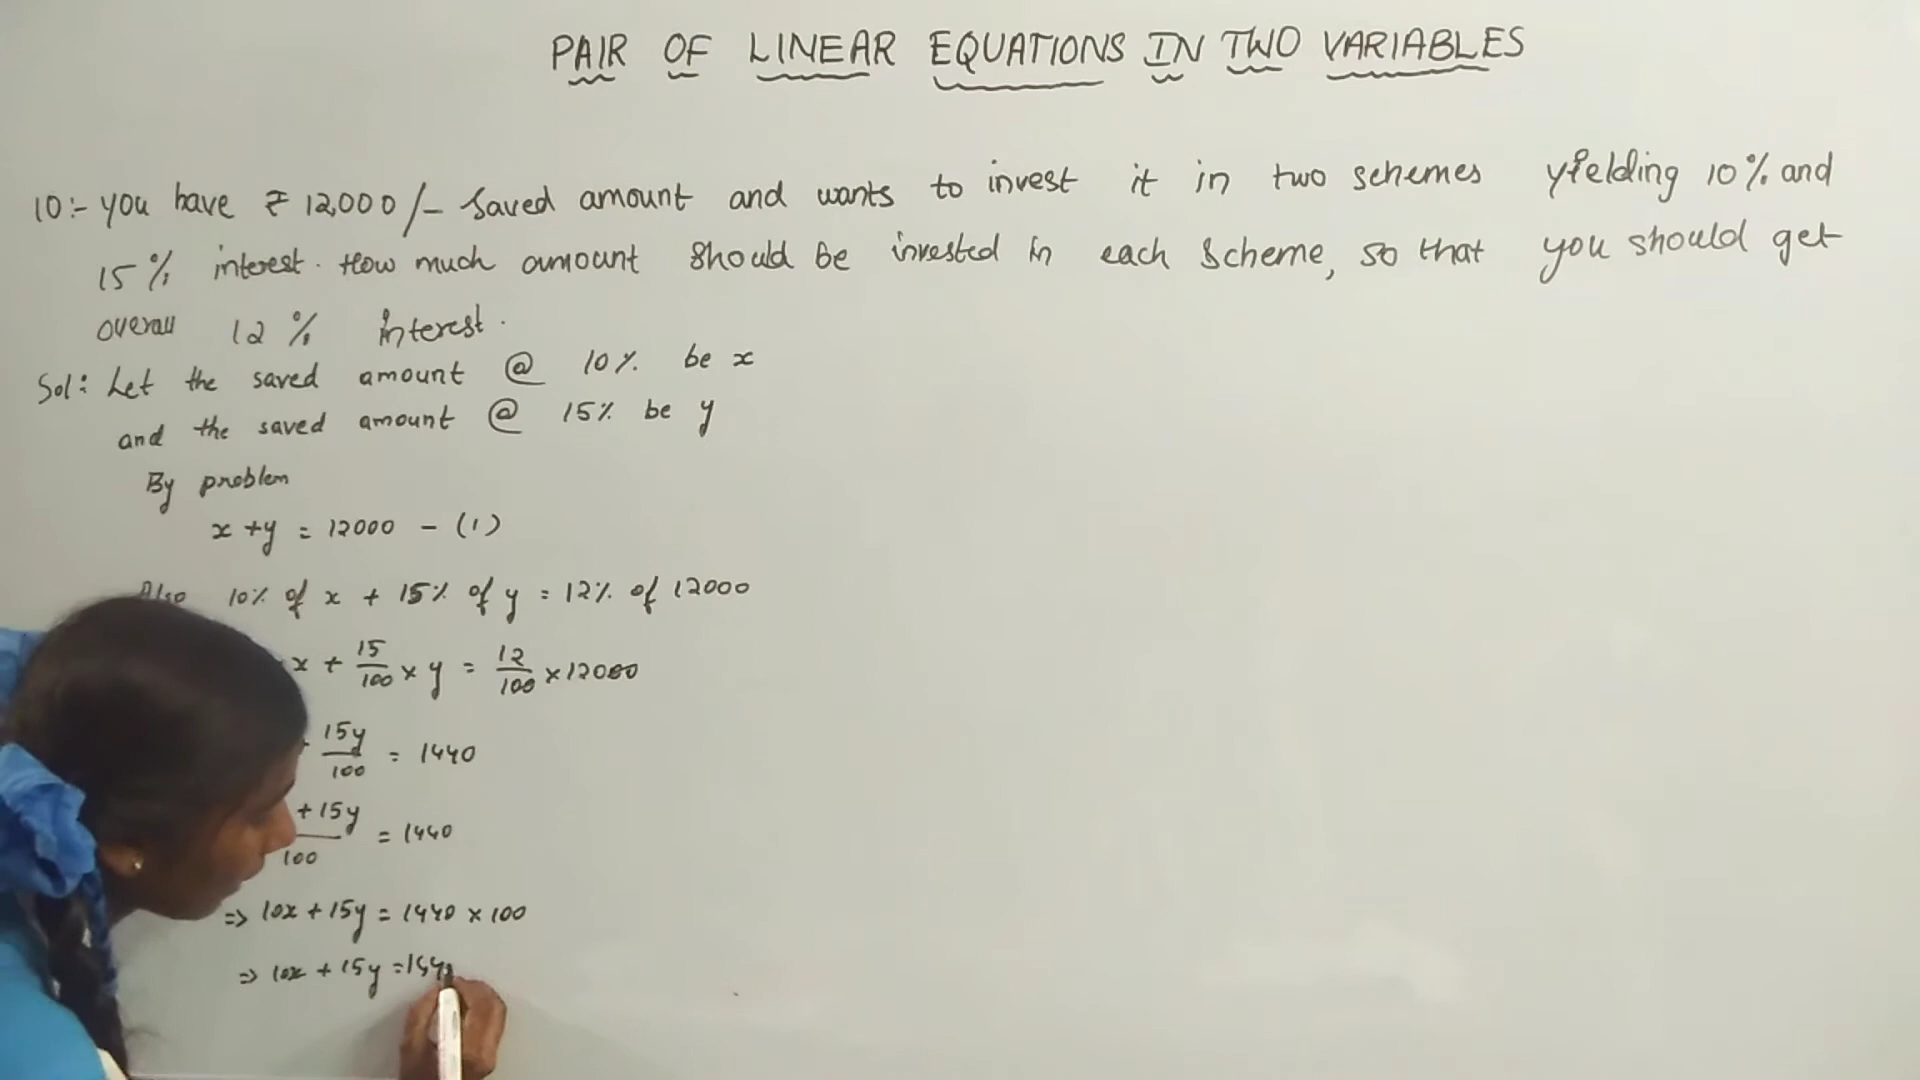 PAIR OF LINEAR EQUATIONS IN TWO VARIABLES
10:- you have ₹ 12,000/- saved amount and wants to invest it in two schemes yielding 10% and
15% interest. How much amount should be invested in each scheme, so that you should get
overall 12% interest.
Sol: Let the saved amount @ 10% be x
and the saved amount @ 15% be y
By problem
x + y = 12000 - (1)
Also 10% of x + 15% of y = 12% of 12000
x + 15/100 × y = 12/100 × 12000
15y/100 = 1440
+ 15y/100 = 1440
⇒ 10x + 15y = 1440 × 100
⇒ 10x + 15y = 144